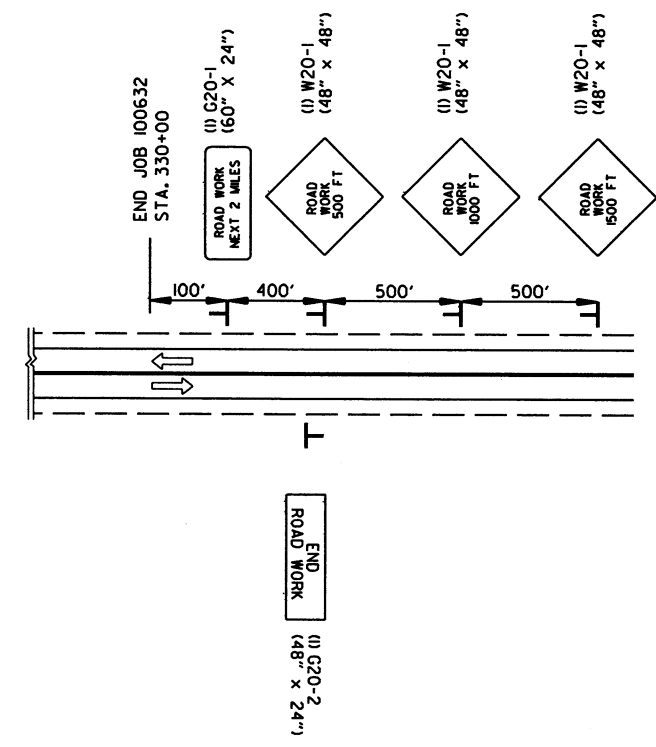 END JOB 100632
STA. 330+00
(1) G20-1
(60" X 24")
ROAD WORK
NEXT 2 MILES
(1) W20-1
(48" x 48")
ROAD
WORK
500 FT
(1) W20-1
(48" x 48")
ROAD
WORK
1000 FT
(1) W20-1
(48" x 48")
ROAD
WORK
1500 FT
100'
400'
500'
500'
END
ROAD WORK
(1) G20-2
(48" x 24")